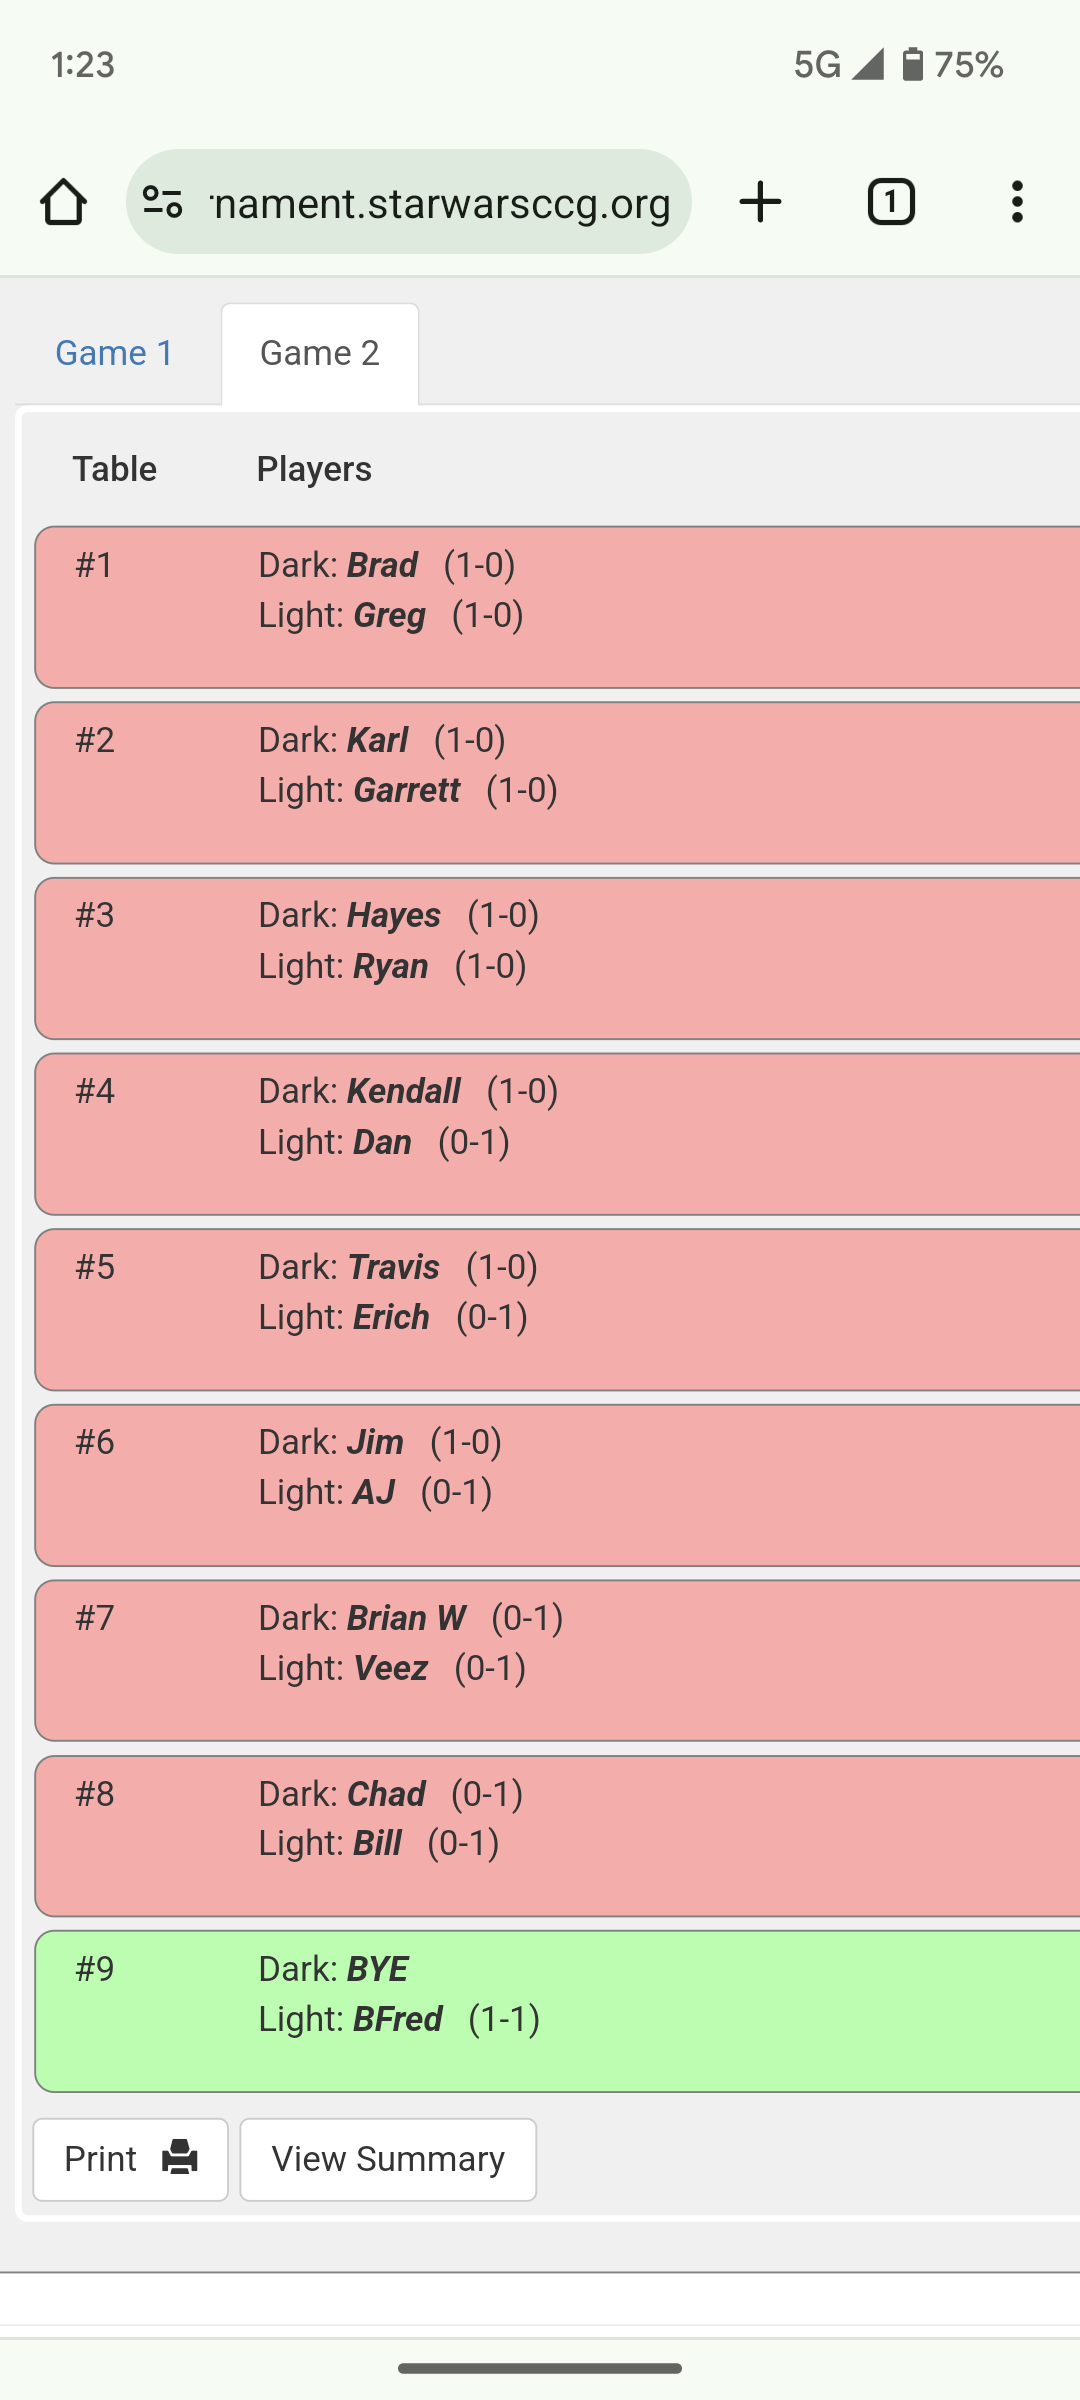 1:23 5G 75%
nament.starwarsccg.org 1
Game 1 Game 2
Table Players
#1 Dark: Brad (1-0)
Light: Greg (1-0)
#2 Dark: Karl (1-0)
Light: Garrett (1-0)
#3 Dark: Hayes (1-0)
Light: Ryan (1-0)
#4 Dark: Kendall (1-0)
Light: Dan (0-1)
#5 Dark: Travis (1-0)
Light: Erich (0-1)
#6 Dark: Jim (1-0)
Light: AJ (0-1)
#7 Dark: Brian W (0-1)
Light: Veez (0-1)
#8 Dark: Chad (0-1)
Light: Bill (0-1)
#9 Dark: BYE
Light: BFred (1-1)
Print View Summary